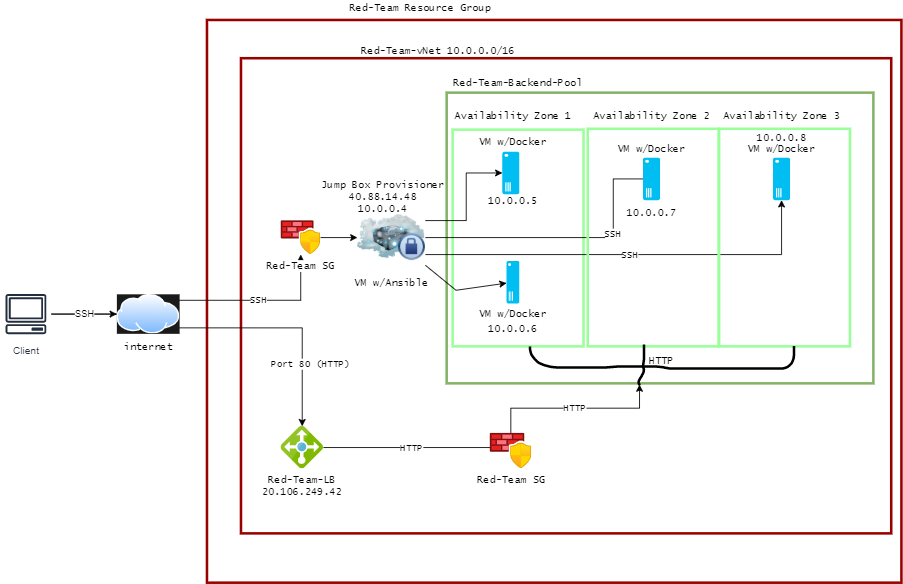 Red-Team Resource Group
Red-Team-vNet 10.0.0.0/16
Red-Team-Backend-Pool
Availability Zone 1
Availability Zone 2
Availability Zone 3
VM w/Docker
10.0.0.5
VM w/Docker
10.0.0.7
10.0.0.8
VM w/Docker
Jump Box Provisioner
40.88.14.48
10.0.0.4
VM w/Ansible
Red-Team SG
SSH
SSH
VM w/Docker
10.0.0.6
SSH
Client
internet
SSH
Port 80 (HTTP)
HTTP
HTTP
HTTP
Red-Team-LB
20.106.249.42
Red-Team SG